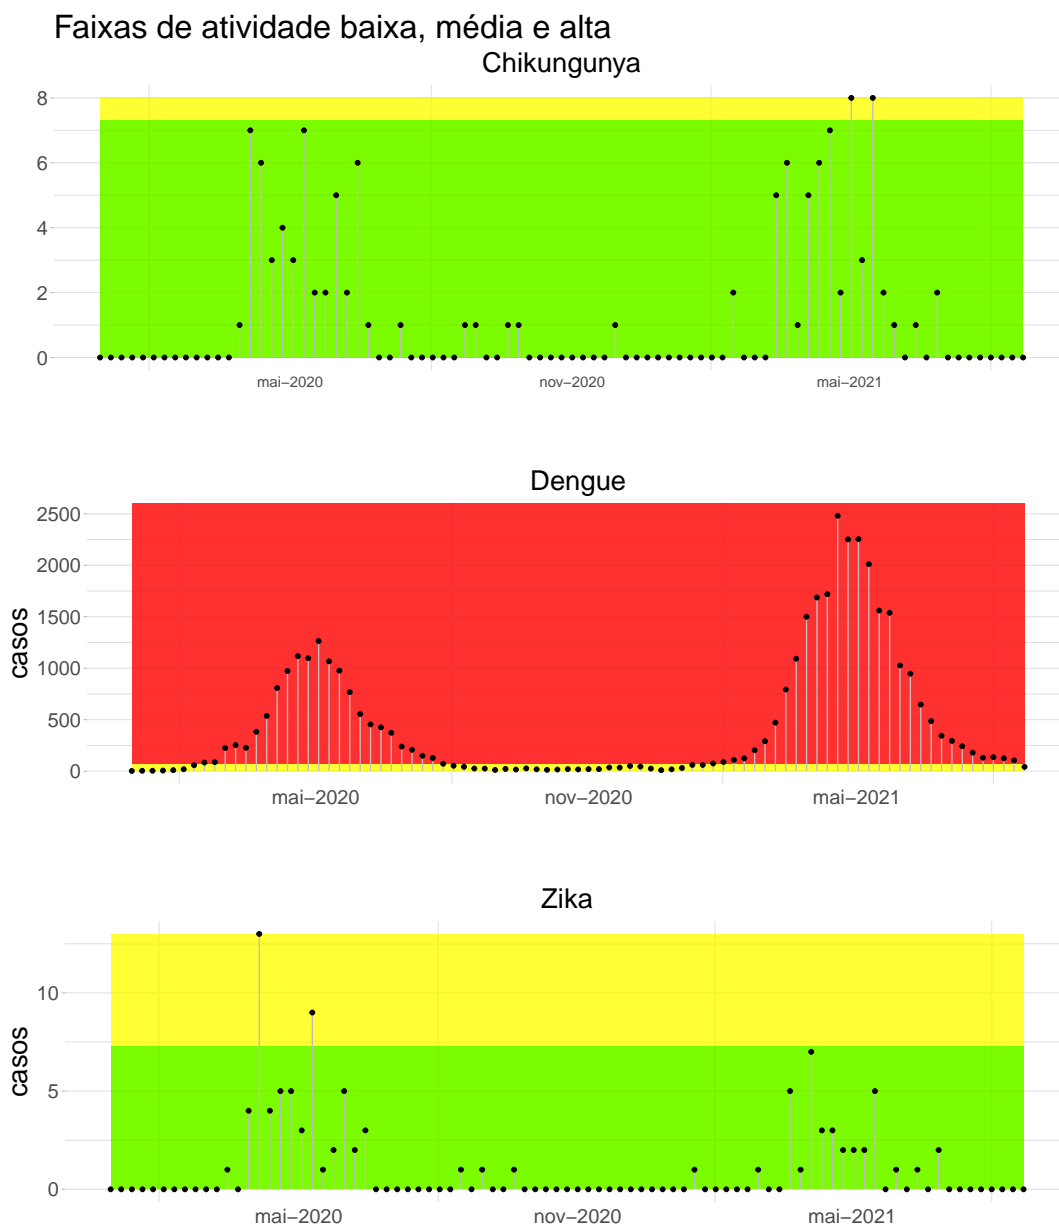 Faixas de atividade baixa, média e alta
Chikungunya
8
6
4
2
0
mai−2020 nov−2020 mai−2021
Dengue
casos
2500
2000
1500
1000
500
0
mai−2020 nov−2020 mai−2021
Zika
casos
10
5
0
mai−2020 nov−2020 mai−2021